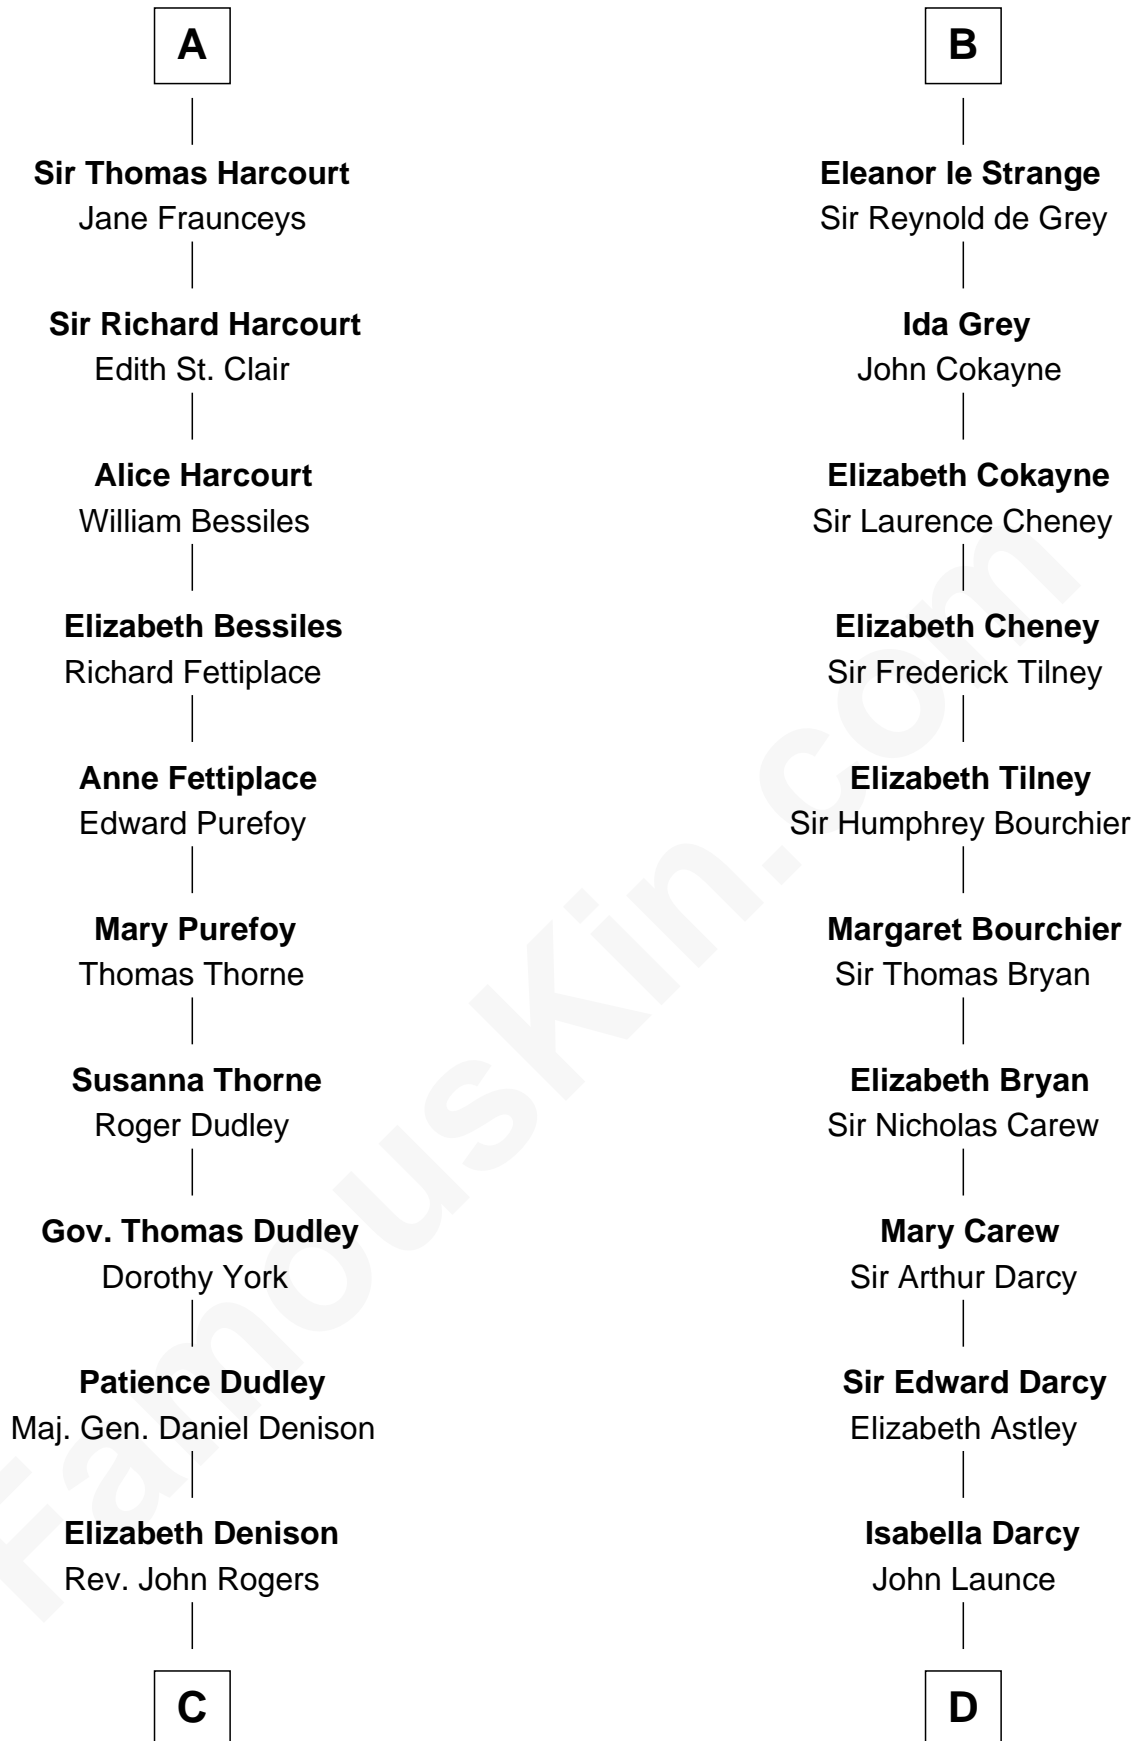 A
Sir Thomas Harcourt
Jane Fraunceys
Sir Richard Harcourt
Edith St. Clair
Alice Harcourt
William Bessiles
Elizabeth Bessiles
Richard Fettiplace
Anne Fettiplace
Edward Purefoy
Mary Purefoy
Thomas Thorne
Susanna Thorne
Roger Dudley
Gov. Thomas Dudley
Dorothy York
Patience Dudley
Maj. Gen. Daniel Denison
Elizabeth Denison
Rev. John Rogers
C
B
Eleanor le Strange
Sir Reynold de Grey
Ida Grey
John Cokayne
Elizabeth Cokayne
Sir Laurence Cheney
Elizabeth Cheney
Sir Frederick Tilney
Elizabeth Tilney
Sir Humphrey Bourchier
Margaret Bourchier
Sir Thomas Bryan
Elizabeth Bryan
Sir Nicholas Carew
Mary Carew
Sir Arthur Darcy
Sir Edward Darcy
Elizabeth Astley
Isabella Darcy
John Launce
D
FamousKin.com